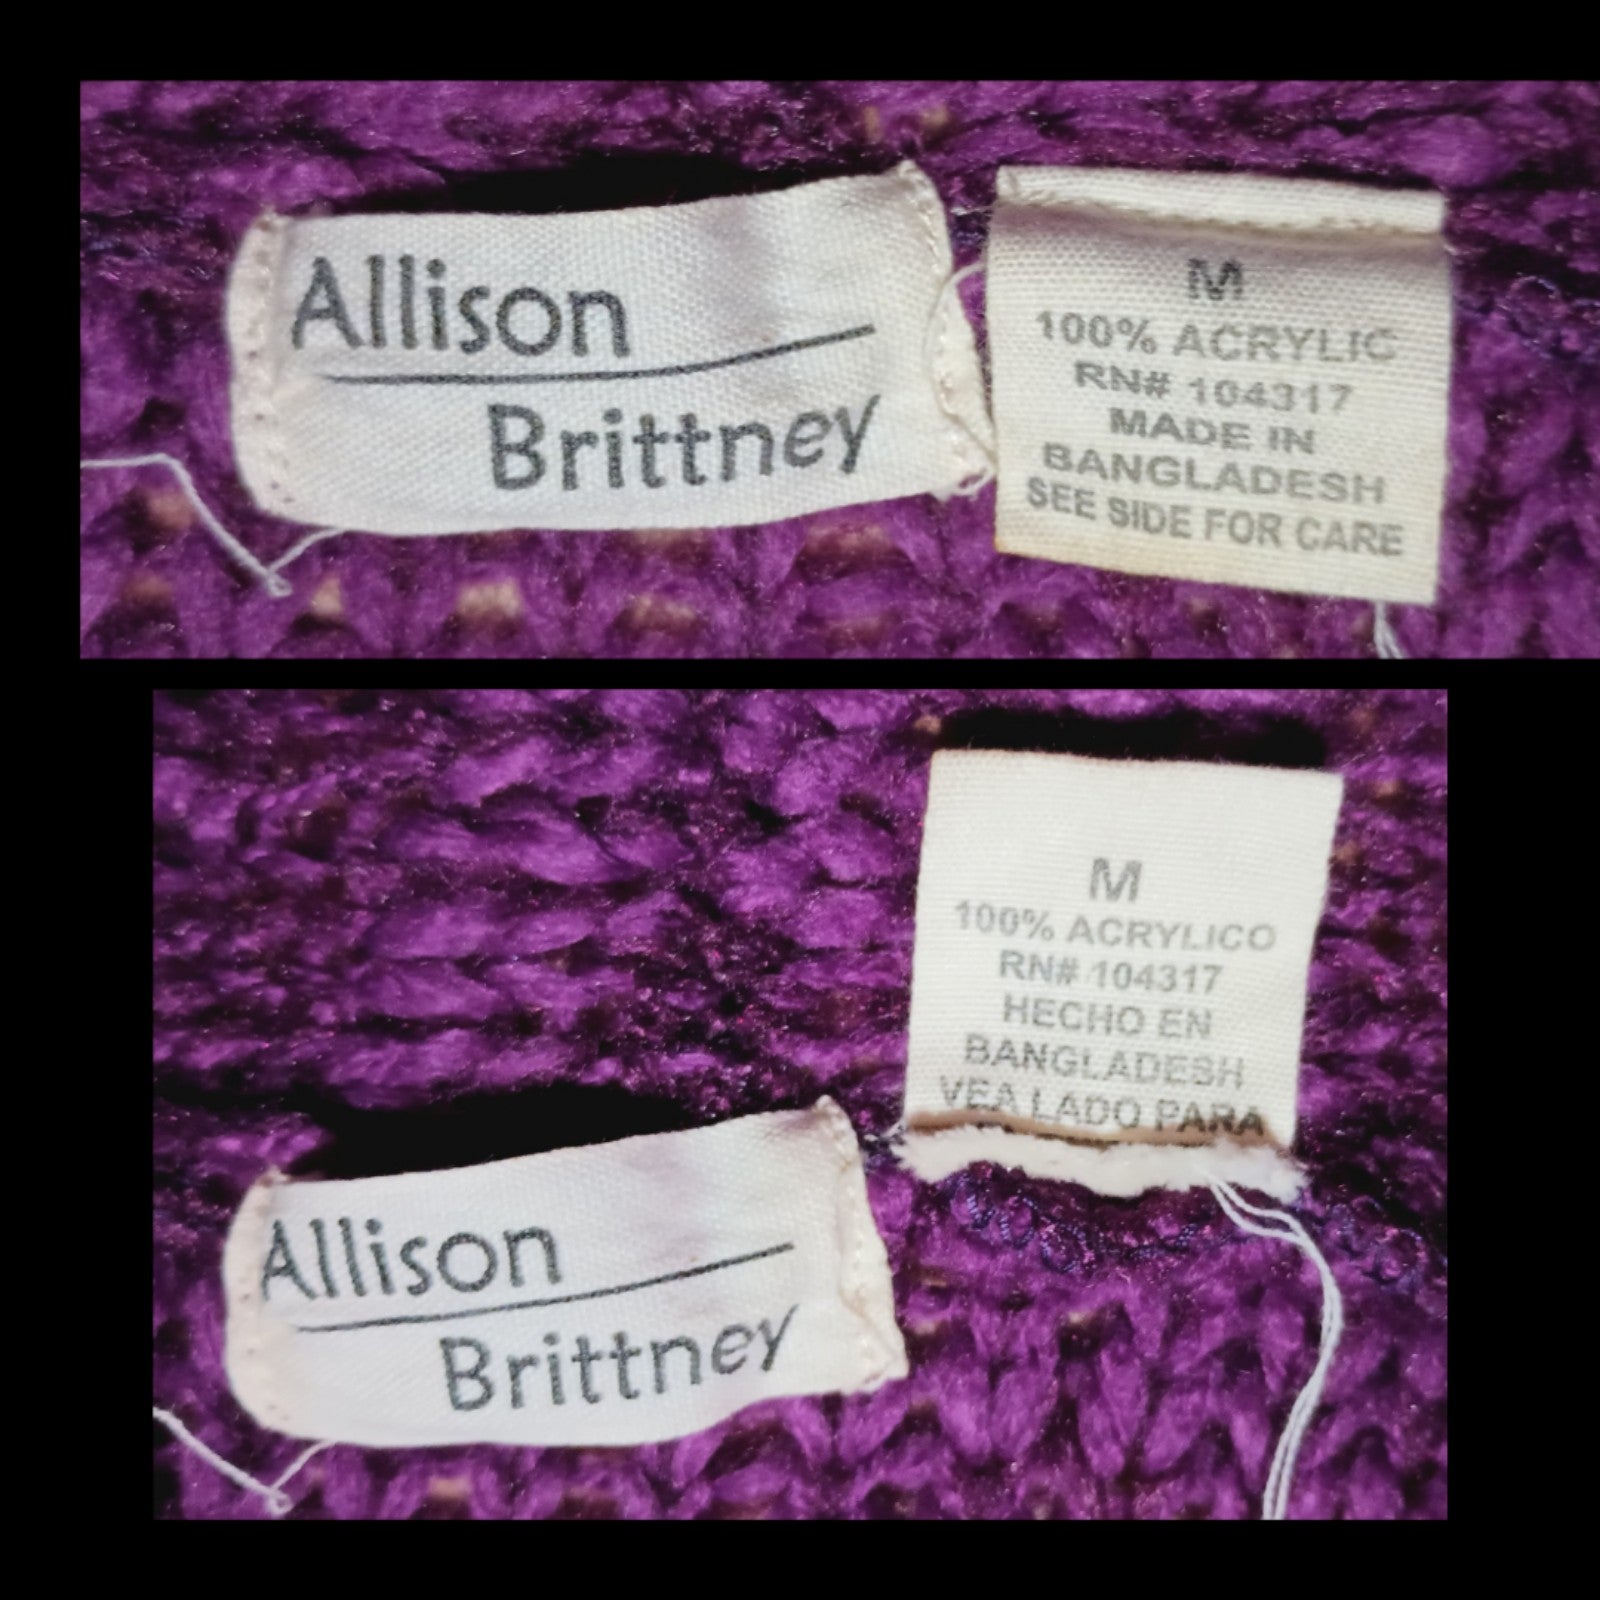 Allison
Brittney
M
100% ACRYLIC
RN# 104317
MADE IN
BANGLADESH
SEE SIDE FOR CARE
M
100% ACRYLICO
RN# 104317
HECHO EN
BANGLADESH
VEA LADO PARA
Allison
Brittney